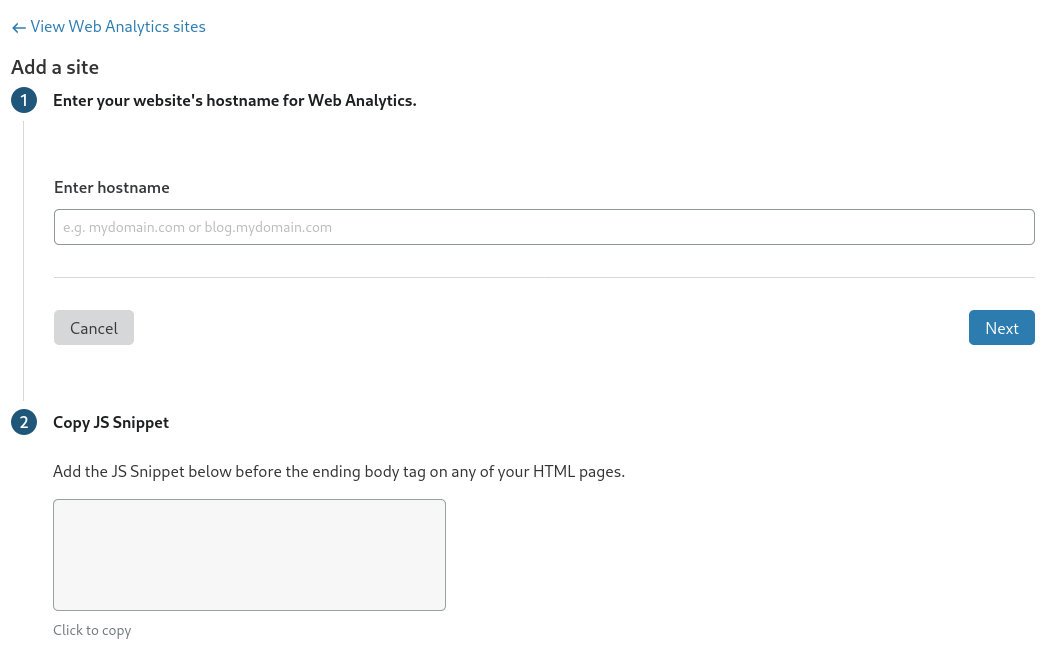 ← View Web Analytics sites
Add a site
1 Enter your website's hostname for Web Analytics.
Enter hostname
e.g. mydomain.com or blog.mydomain.com
Cancel Next
2 Copy JS Snippet
Add the JS Snippet below before the ending body tag on any of your HTML pages.
Click to copy